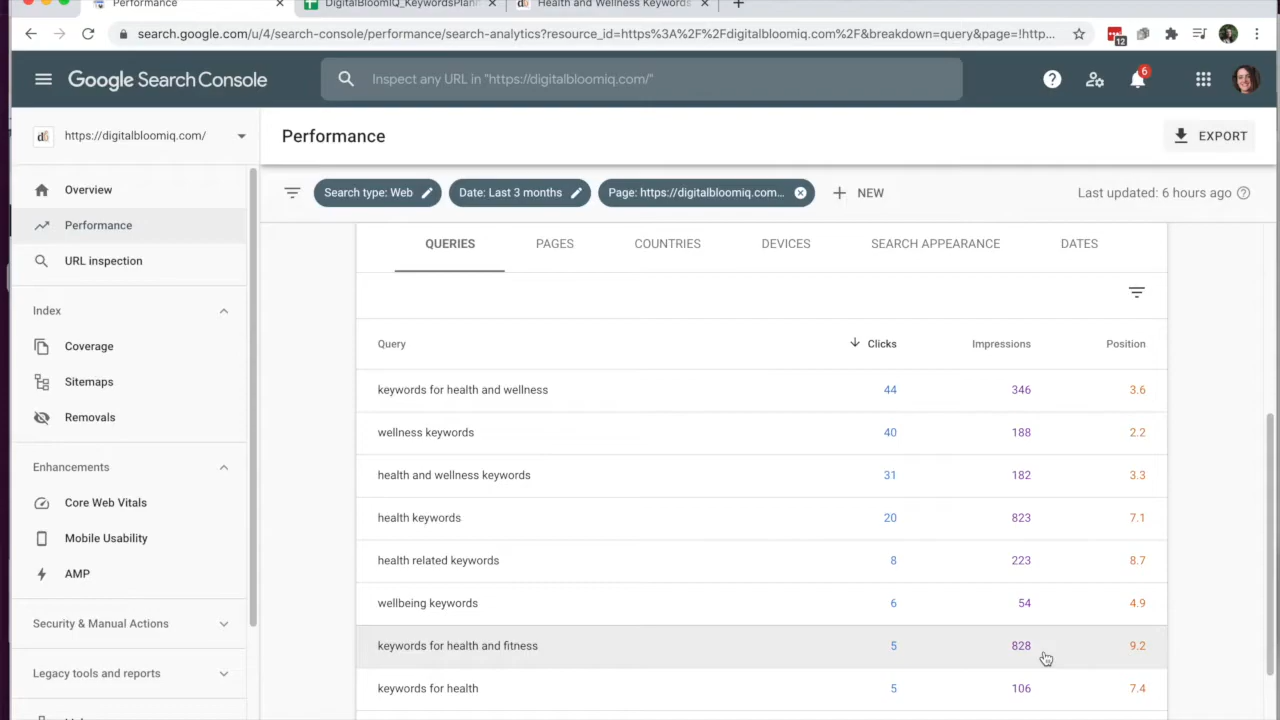 Performance
DigitalBloomIQ_KeywordsPlan
Health and Wellness Keywords
search.google.com/u/4/search-console/performance/search-analytics?resource_id=https%3A%2F%2Fdigitalbloomiq.com%2F&breakdown=query&page=!http...
12
Google Search Console
Inspect any URL in "https://digitalbloomiq.com/"
6
https://digitalbloomiq.com/
Performance
EXPORT
Search type: Web
Date: Last 3 months
Page: https://digitalbloomiq.com...
NEW
Last updated: 6 hours ago
Overview
Performance
URL inspection
Index
Coverage
Sitemaps
Removals
Enhancements
Core Web Vitals
Mobile Usability
AMP
Security & Manual Actions
Legacy tools and reports
QUERIES PAGES COUNTRIES DEVICES SEARCH APPEARANCE DATES
Query Clicks Impressions Position
keywords for health and wellness 44 346 3.6
wellness keywords 40 188 2.2
health and wellness keywords 31 182 3.3
health keywords 20 823 7.1
health related keywords 8 223 8.7
wellbeing keywords 6 54 4.9
keywords for health and fitness 5 828 9.2
keywords for health 5 106 7.4